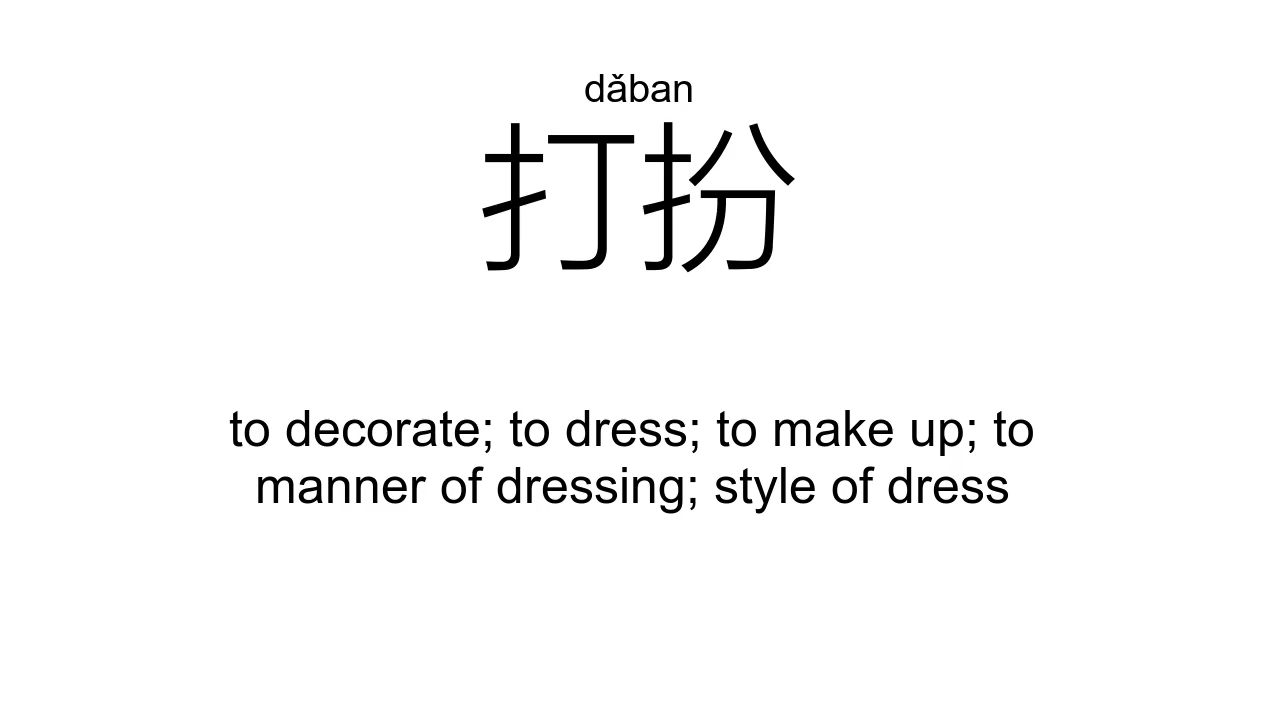 dǎban
打扮
to decorate; to dress; to make up; to
manner of dressing; style of dress